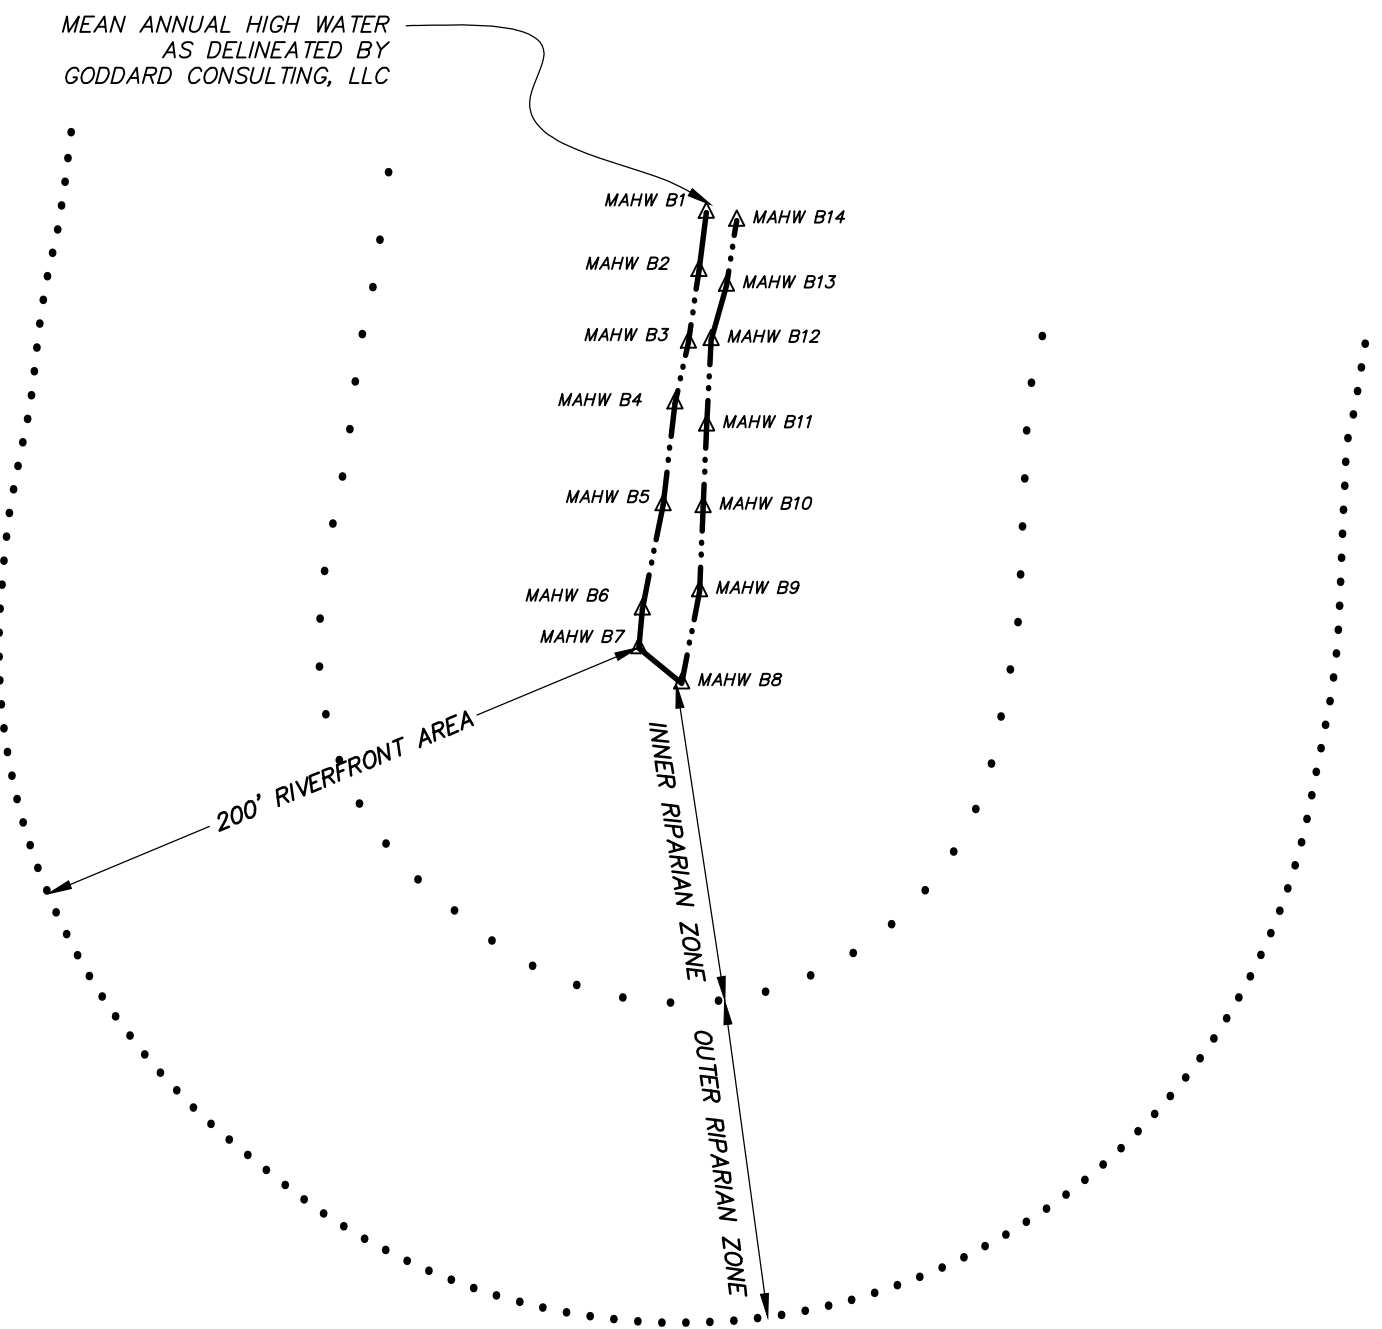 MEAN ANNUAL HIGH WATER
AS DELINEATED BY
GODDARD CONSULTING, LLC
MAHW B1
MAHW B14
MAHW B2
MAHW B13
MAHW B3
MAHW B12
MAHW B4
MAHW B11
MAHW B5
MAHW B10
MAHW B6
MAHW B9
MAHW B7
MAHW B8
200' RIVERFRONT AREA
INNER RIPARIAN ZONE
OUTER RIPARIAN ZONE